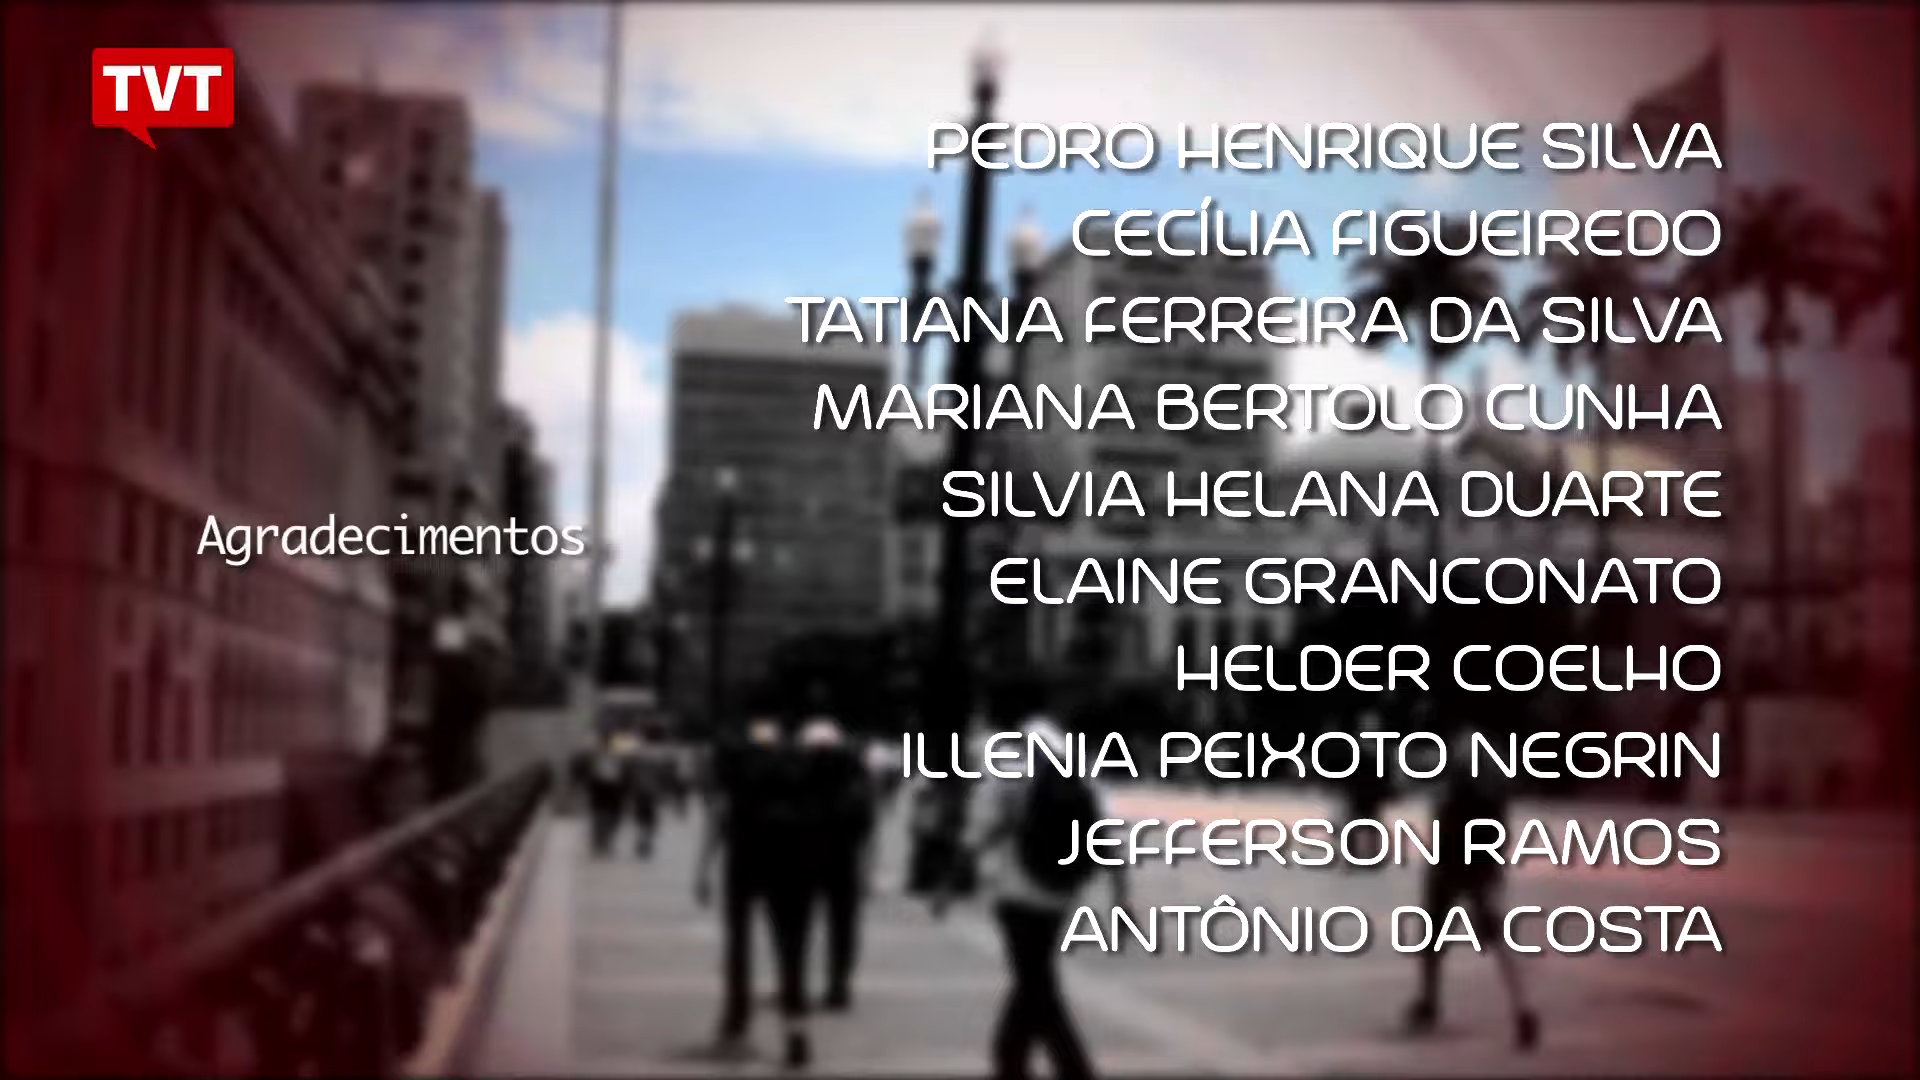 TVT
Agradecimentos
PEDRO HENRIQUE SILVA
CECÍLIA FIGUEIREDO
TATIANA FERREIRA DA SILVA
MARIANA BERTOLO CUNHA
SILVIA HELANA DUARTE
ELAINE GRANCONATO
HELDER COELHO
ILLENIA PEIXOTO NEGRIN
JEFFERSON RAMOS
ANTÔNIO DA COSTA